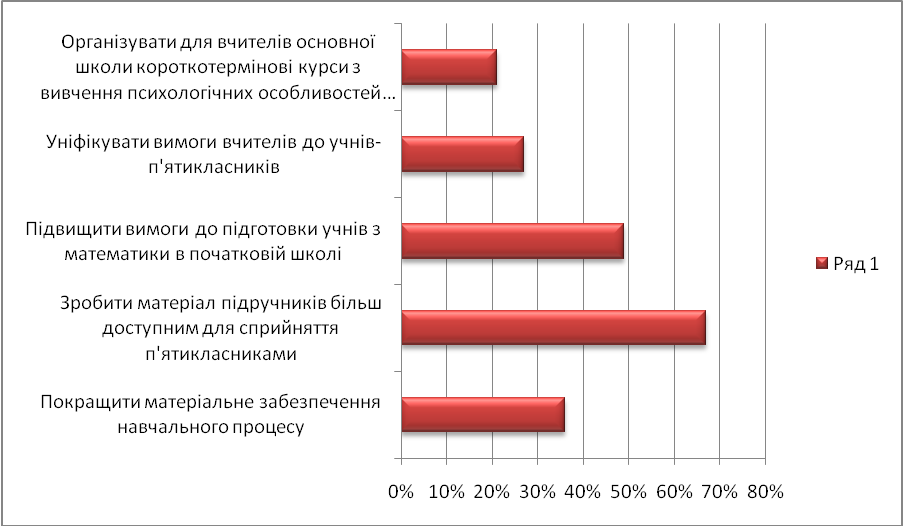 Організувати для вчителів основної
школи короткотермінові курси з
вивчення психологічних особливостей…
Уніфікувати вимоги вчителів до учнів-
п'ятикласників
Підвищити вимоги до підготовки учнів з
математики в початковій школі
Зробити матеріал підручників більш
доступним для сприйняття
п'ятикласниками
Покращити матеріальне забезпечення
навчального процесу
0% 10% 20% 30% 40% 50% 60% 70% 80%
Ряд 1